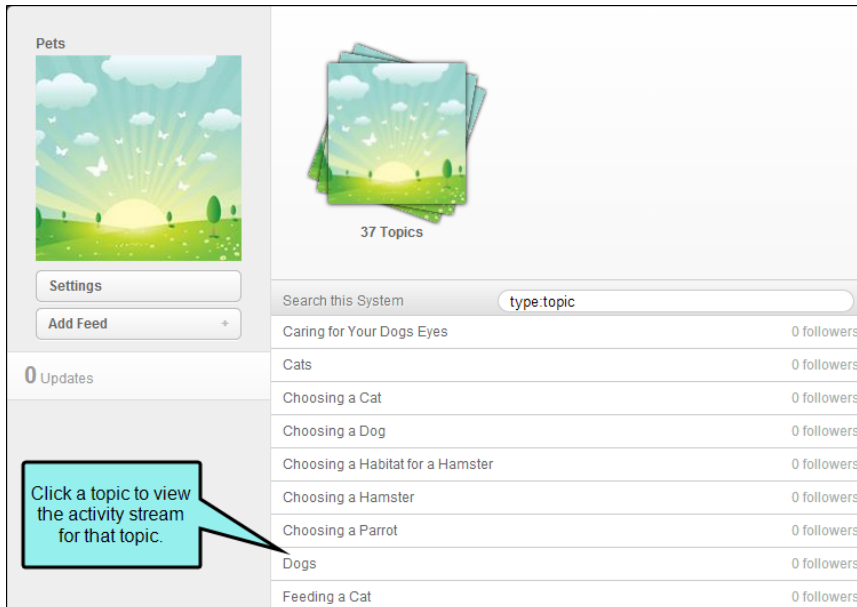 Pets
Settings
Add Feed +
0 Updates
Click a topic to view
the activity stream
for that topic.
37 Topics
Search this System type:topic
Caring for Your Dogs Eyes 0 followers
Cats 0 followers
Choosing a Cat 0 followers
Choosing a Dog 0 followers
Choosing a Habitat for a Hamster 0 followers
Choosing a Hamster 0 followers
Choosing a Parrot 0 followers
Dogs 0 followers
Feeding a Cat 0 followers